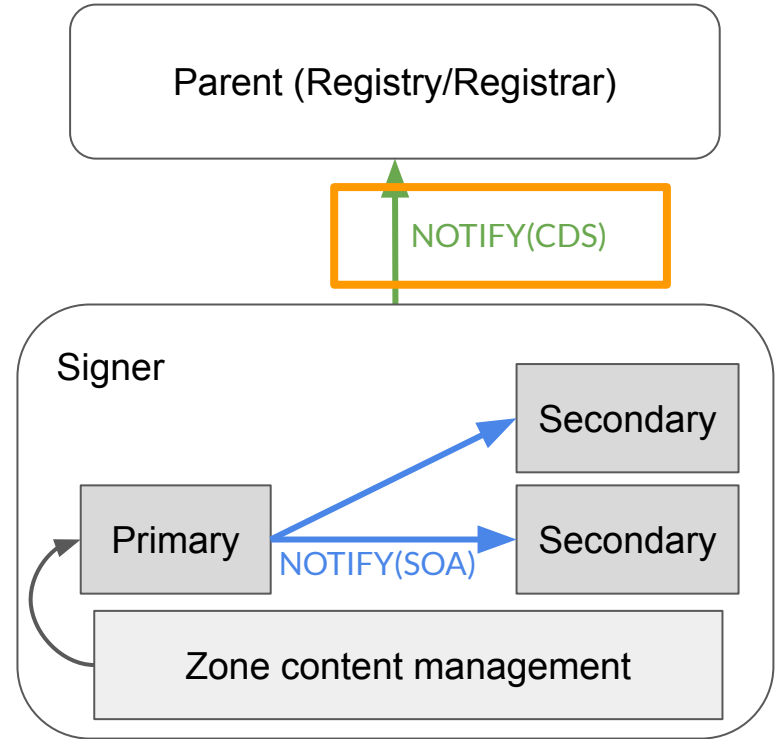 Parent (Registry/Registrar)
NOTIFY(CDS)
Signer
Secondary
Primary
Secondary
NOTIFY(SOA)
Zone content management